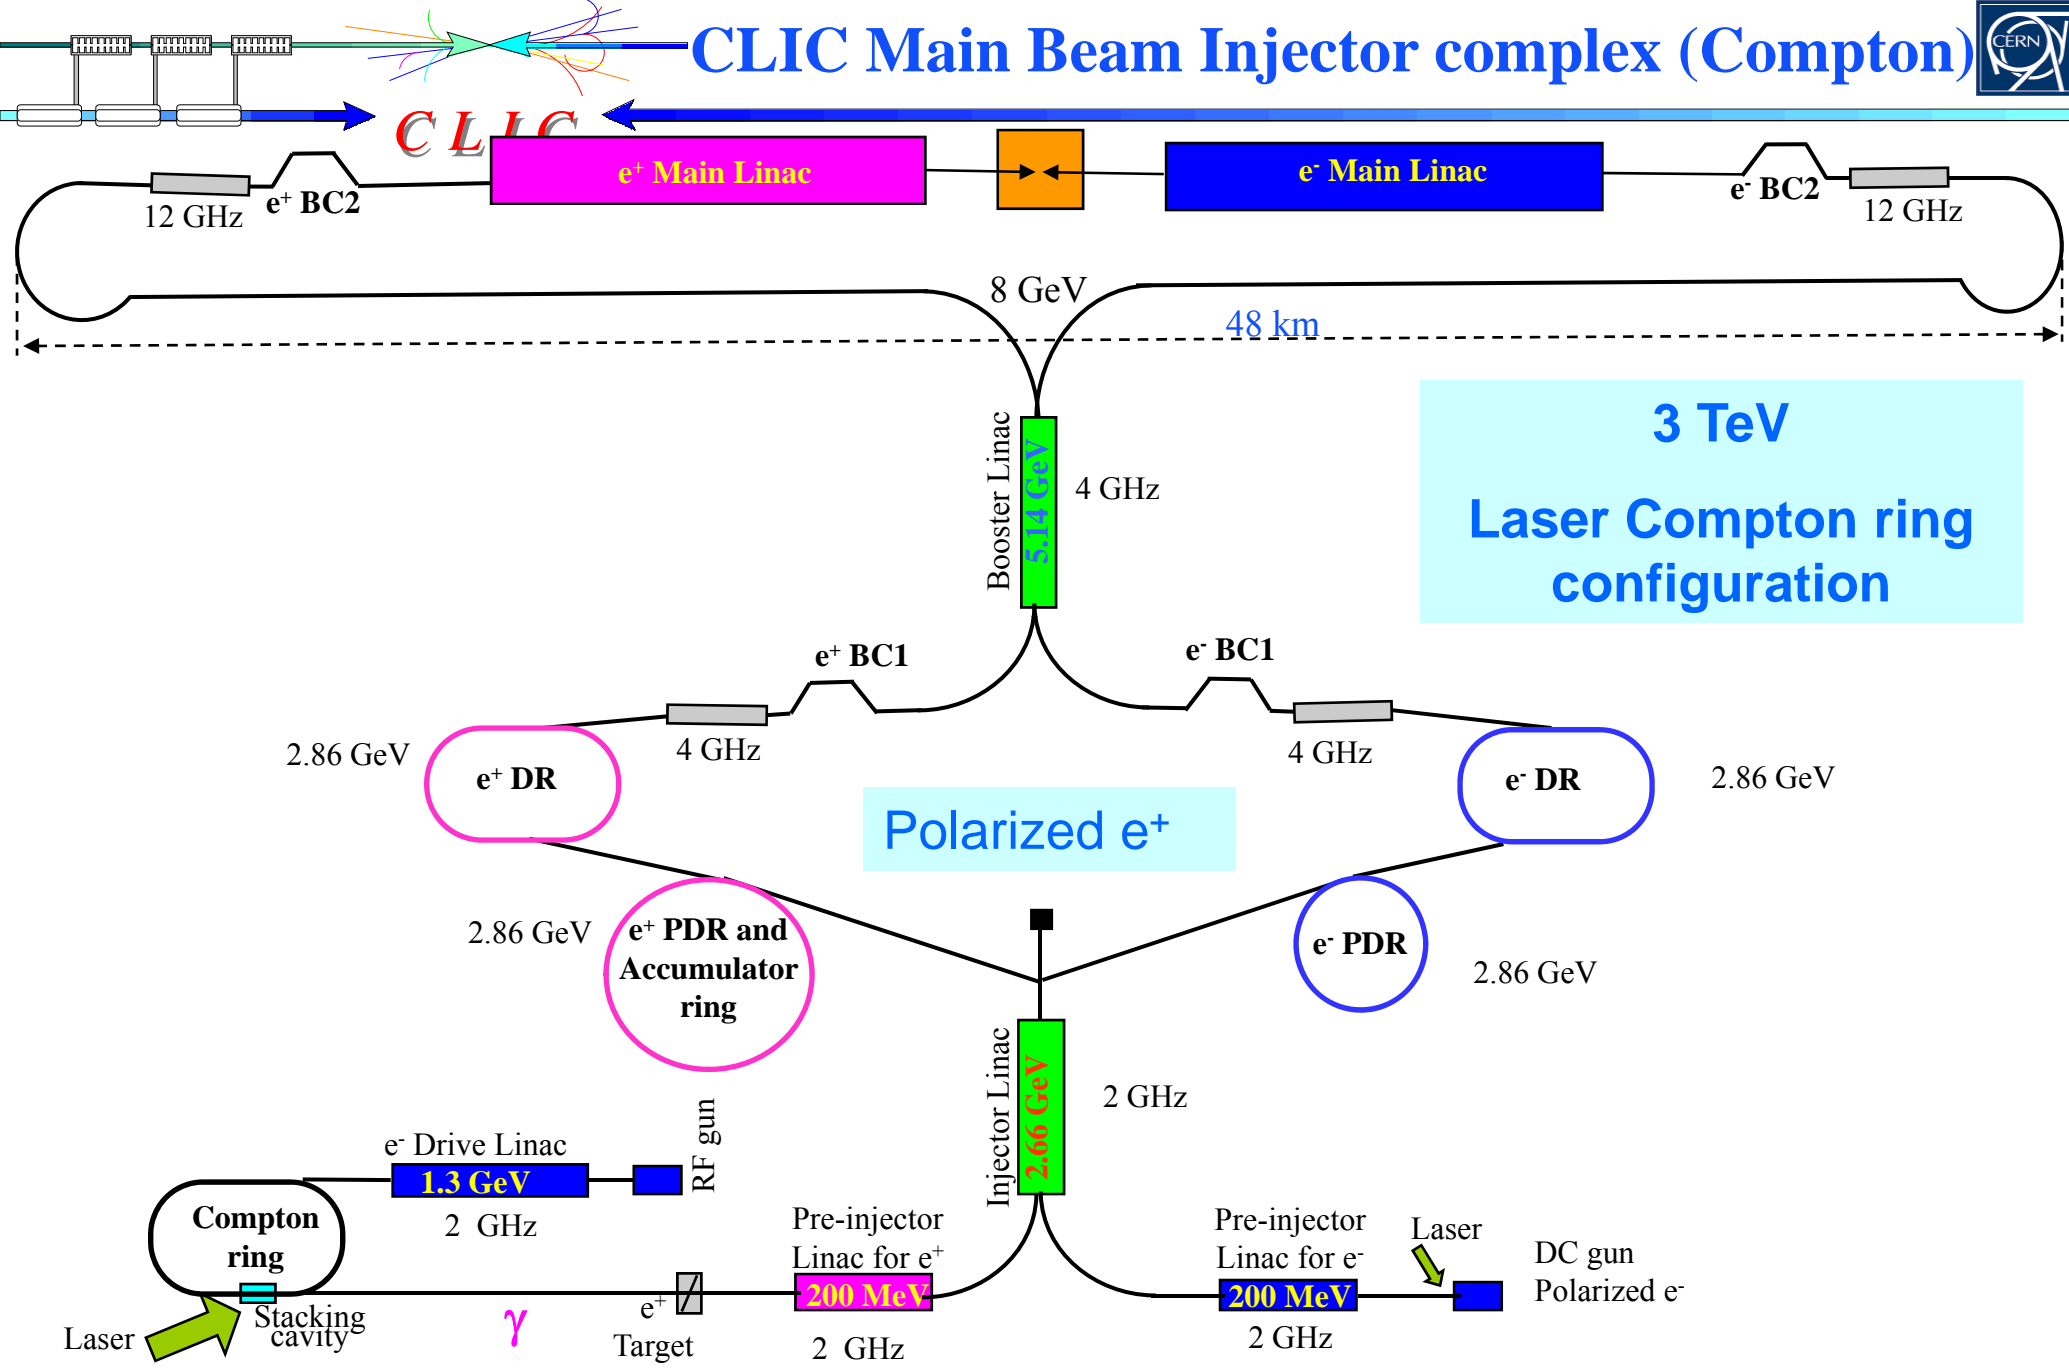 CLIC Main Beam Injector complex (Compton)
CERN
C L I C
e⁺ Main Linac
e⁻ Main Linac
12 GHz
e⁺ BC2
e⁻ BC2
12 GHz
8 GeV
48 km
3 TeV
Laser Compton ring
configuration
Booster Linac
5.14 GeV
4 GHz
e⁺ BC1
e⁻ BC1
4 GHz
4 GHz
2.86 GeV
e⁺ DR
e⁻ DR
2.86 GeV
Polarized e⁺
2.86 GeV
e⁺ PDR and
Accumulator
ring
e⁻ PDR
2.86 GeV
Injector Linac
2.66 GeV
2 GHz
e⁻ Drive Linac
RF gun
1.3 GeV
2 GHz
Compton
ring
Pre-injector
Linac for e⁺
200 MeV
2 GHz
Pre-injector
Linac for e⁻
200 MeV
2 GHz
Laser
DC gun
Polarized e⁻
Stacking
cavity
Laser
γ
e⁺
Target